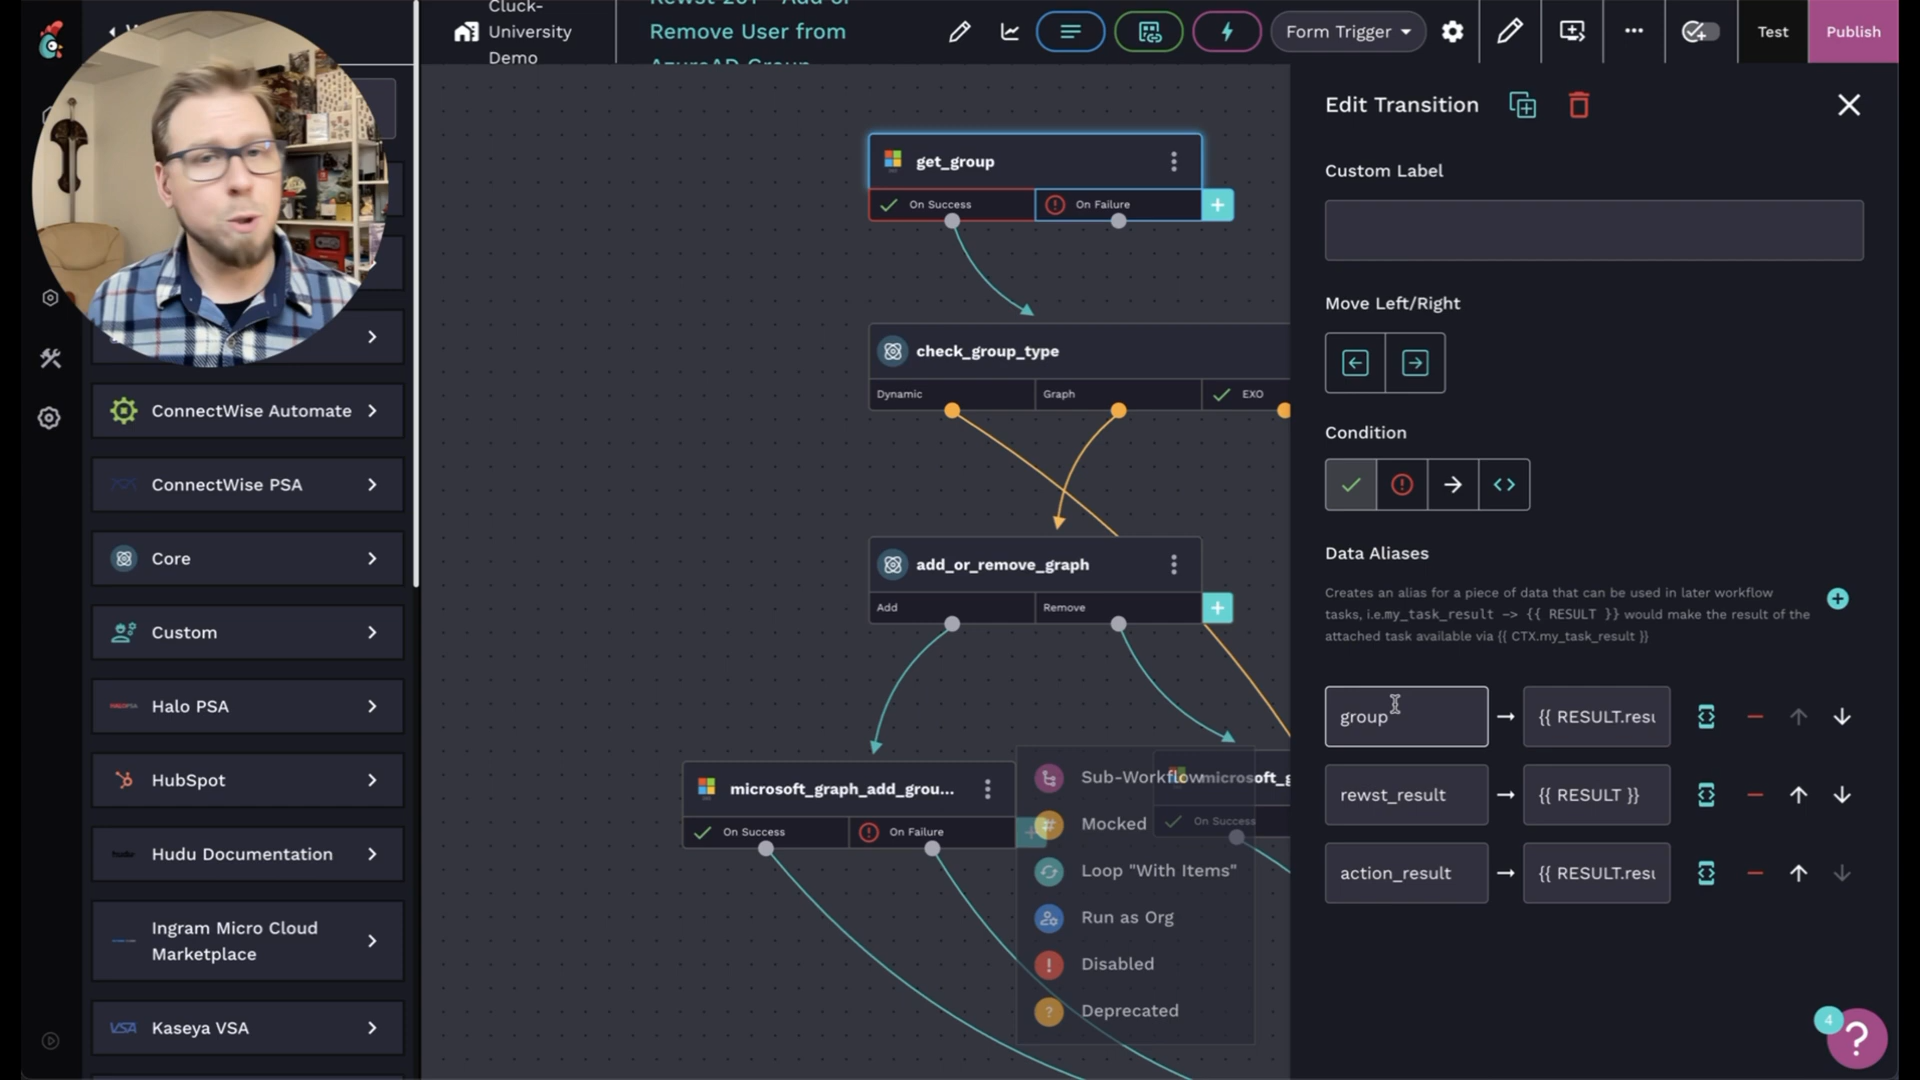 Cluck-
University
Demo
Remove User from
Form Trigger
Test
Publish
ConnectWise Automate
ConnectWise PSA
Core
Custom
Halo PSA
HubSpot
Hudu Documentation
Ingram Micro Cloud
Marketplace
Kaseya VSA
get_group
On Success
On Failure
check_group_type
Dynamic
Graph
EXO
add_or_remove_graph
Add
Remove
microsoft_graph_add_grou...
On Success
On Failure
microsoft_g
On Success
Sub-Workflow
Mocked
Loop "With Items"
Run as Org
Disabled
Deprecated
Edit Transition
Custom Label
Move Left/Right
Condition
Data Aliases
Creates an alias for a piece of data that can be used in later workflow
tasks, i.e.my_task_result —> {{ RESULT }} would make the result of the
attached task available via {{ CTX.my_task_result }}
group → {{ RESULT.resu
rewst_result → {{ RESULT }}
action_result → {{ RESULT.resu
4